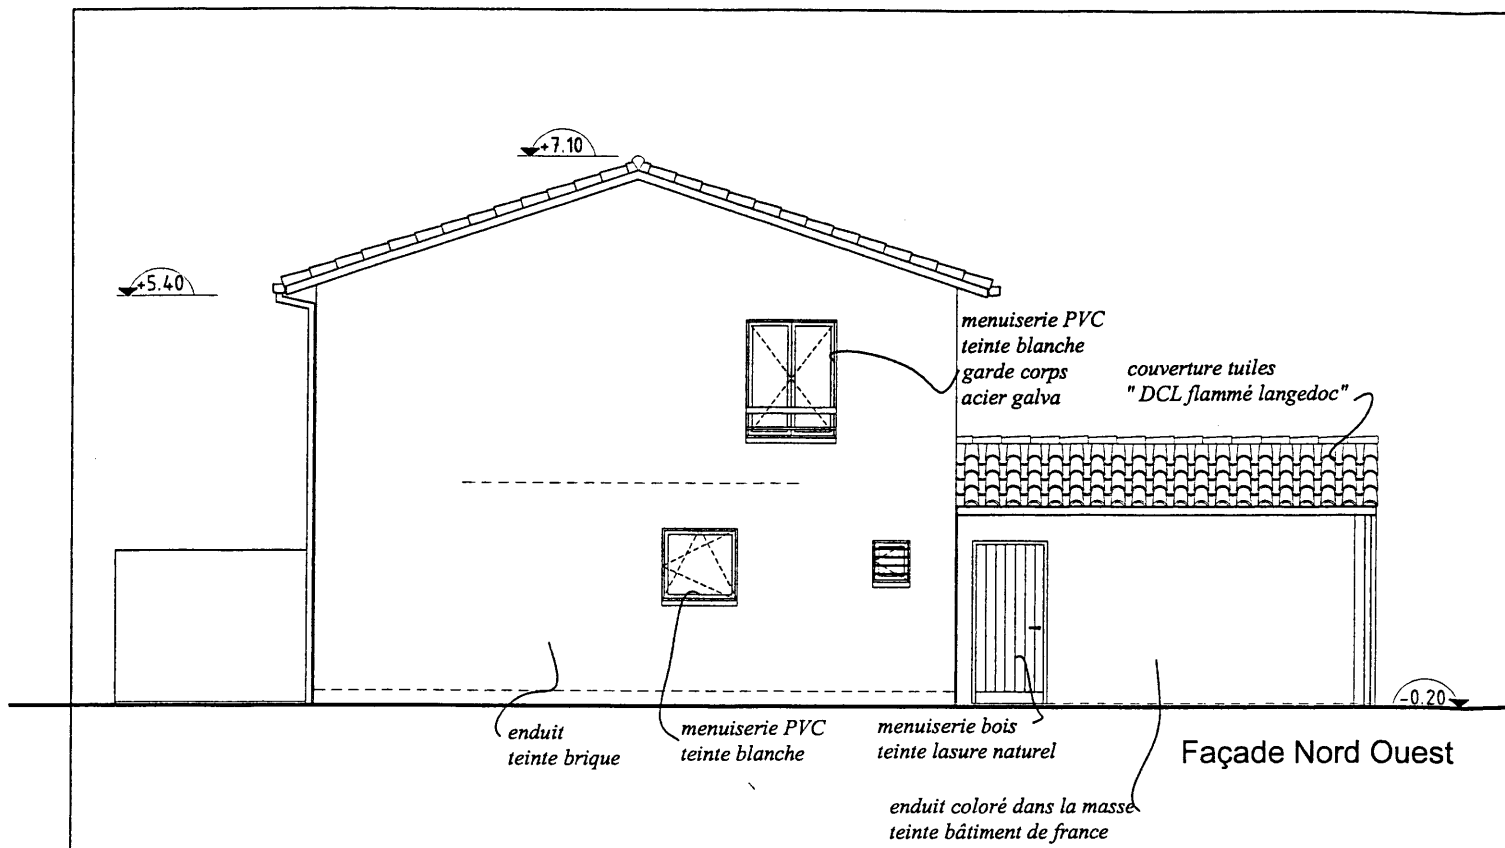 +7.10
+5.40
menuiserie PVC
teinte blanche
garde corps
acier galva
couverture tuiles
" DCL flammé langedoc"
-0.20
enduit
teinte brique
menuiserie PVC
teinte blanche
menuiserie bois
teinte lasure naturel
Façade Nord Ouest
enduit coloré dans la masse
teinte bâtiment de france